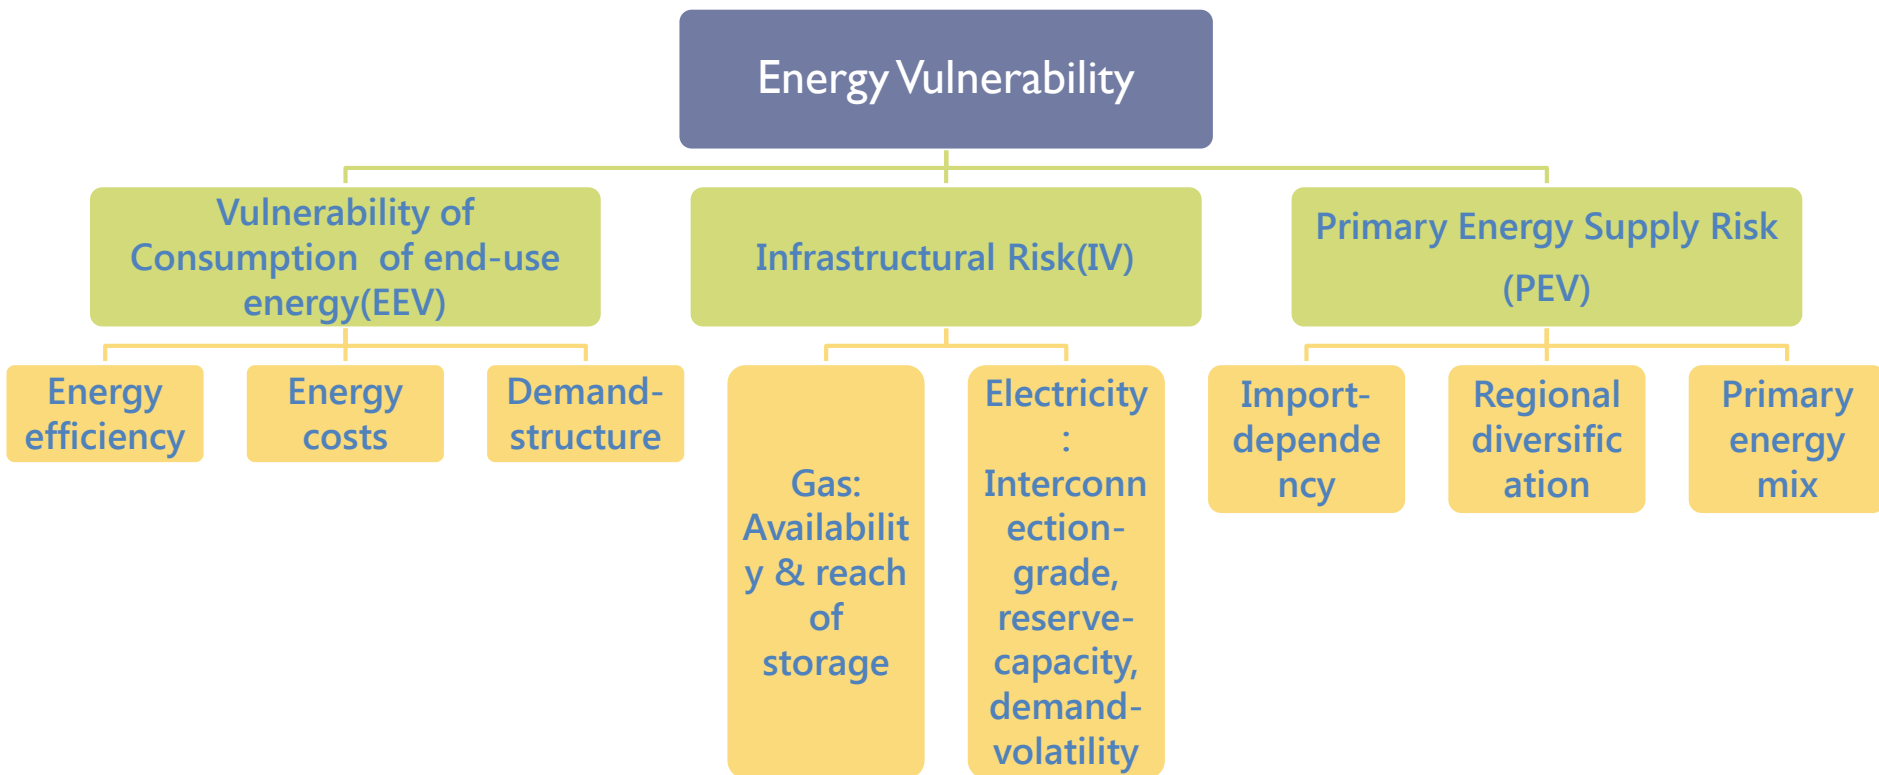 Energy Vulnerability
Vulnerability of
Consumption of end-use
energy(EEV)
Infrastructural Risk(IV)
Primary Energy Supply Risk
(PEV)
Energy
efficiency
Energy
costs
Demand-
structure
Gas:
Availabilit
y & reach
of
storage
Electricity
:
Interconn
ection-
grade,
reserve-
capacity,
demand-
volatility
Import-
depende
ncy
Regional
diversific
ation
Primary
energy
mix